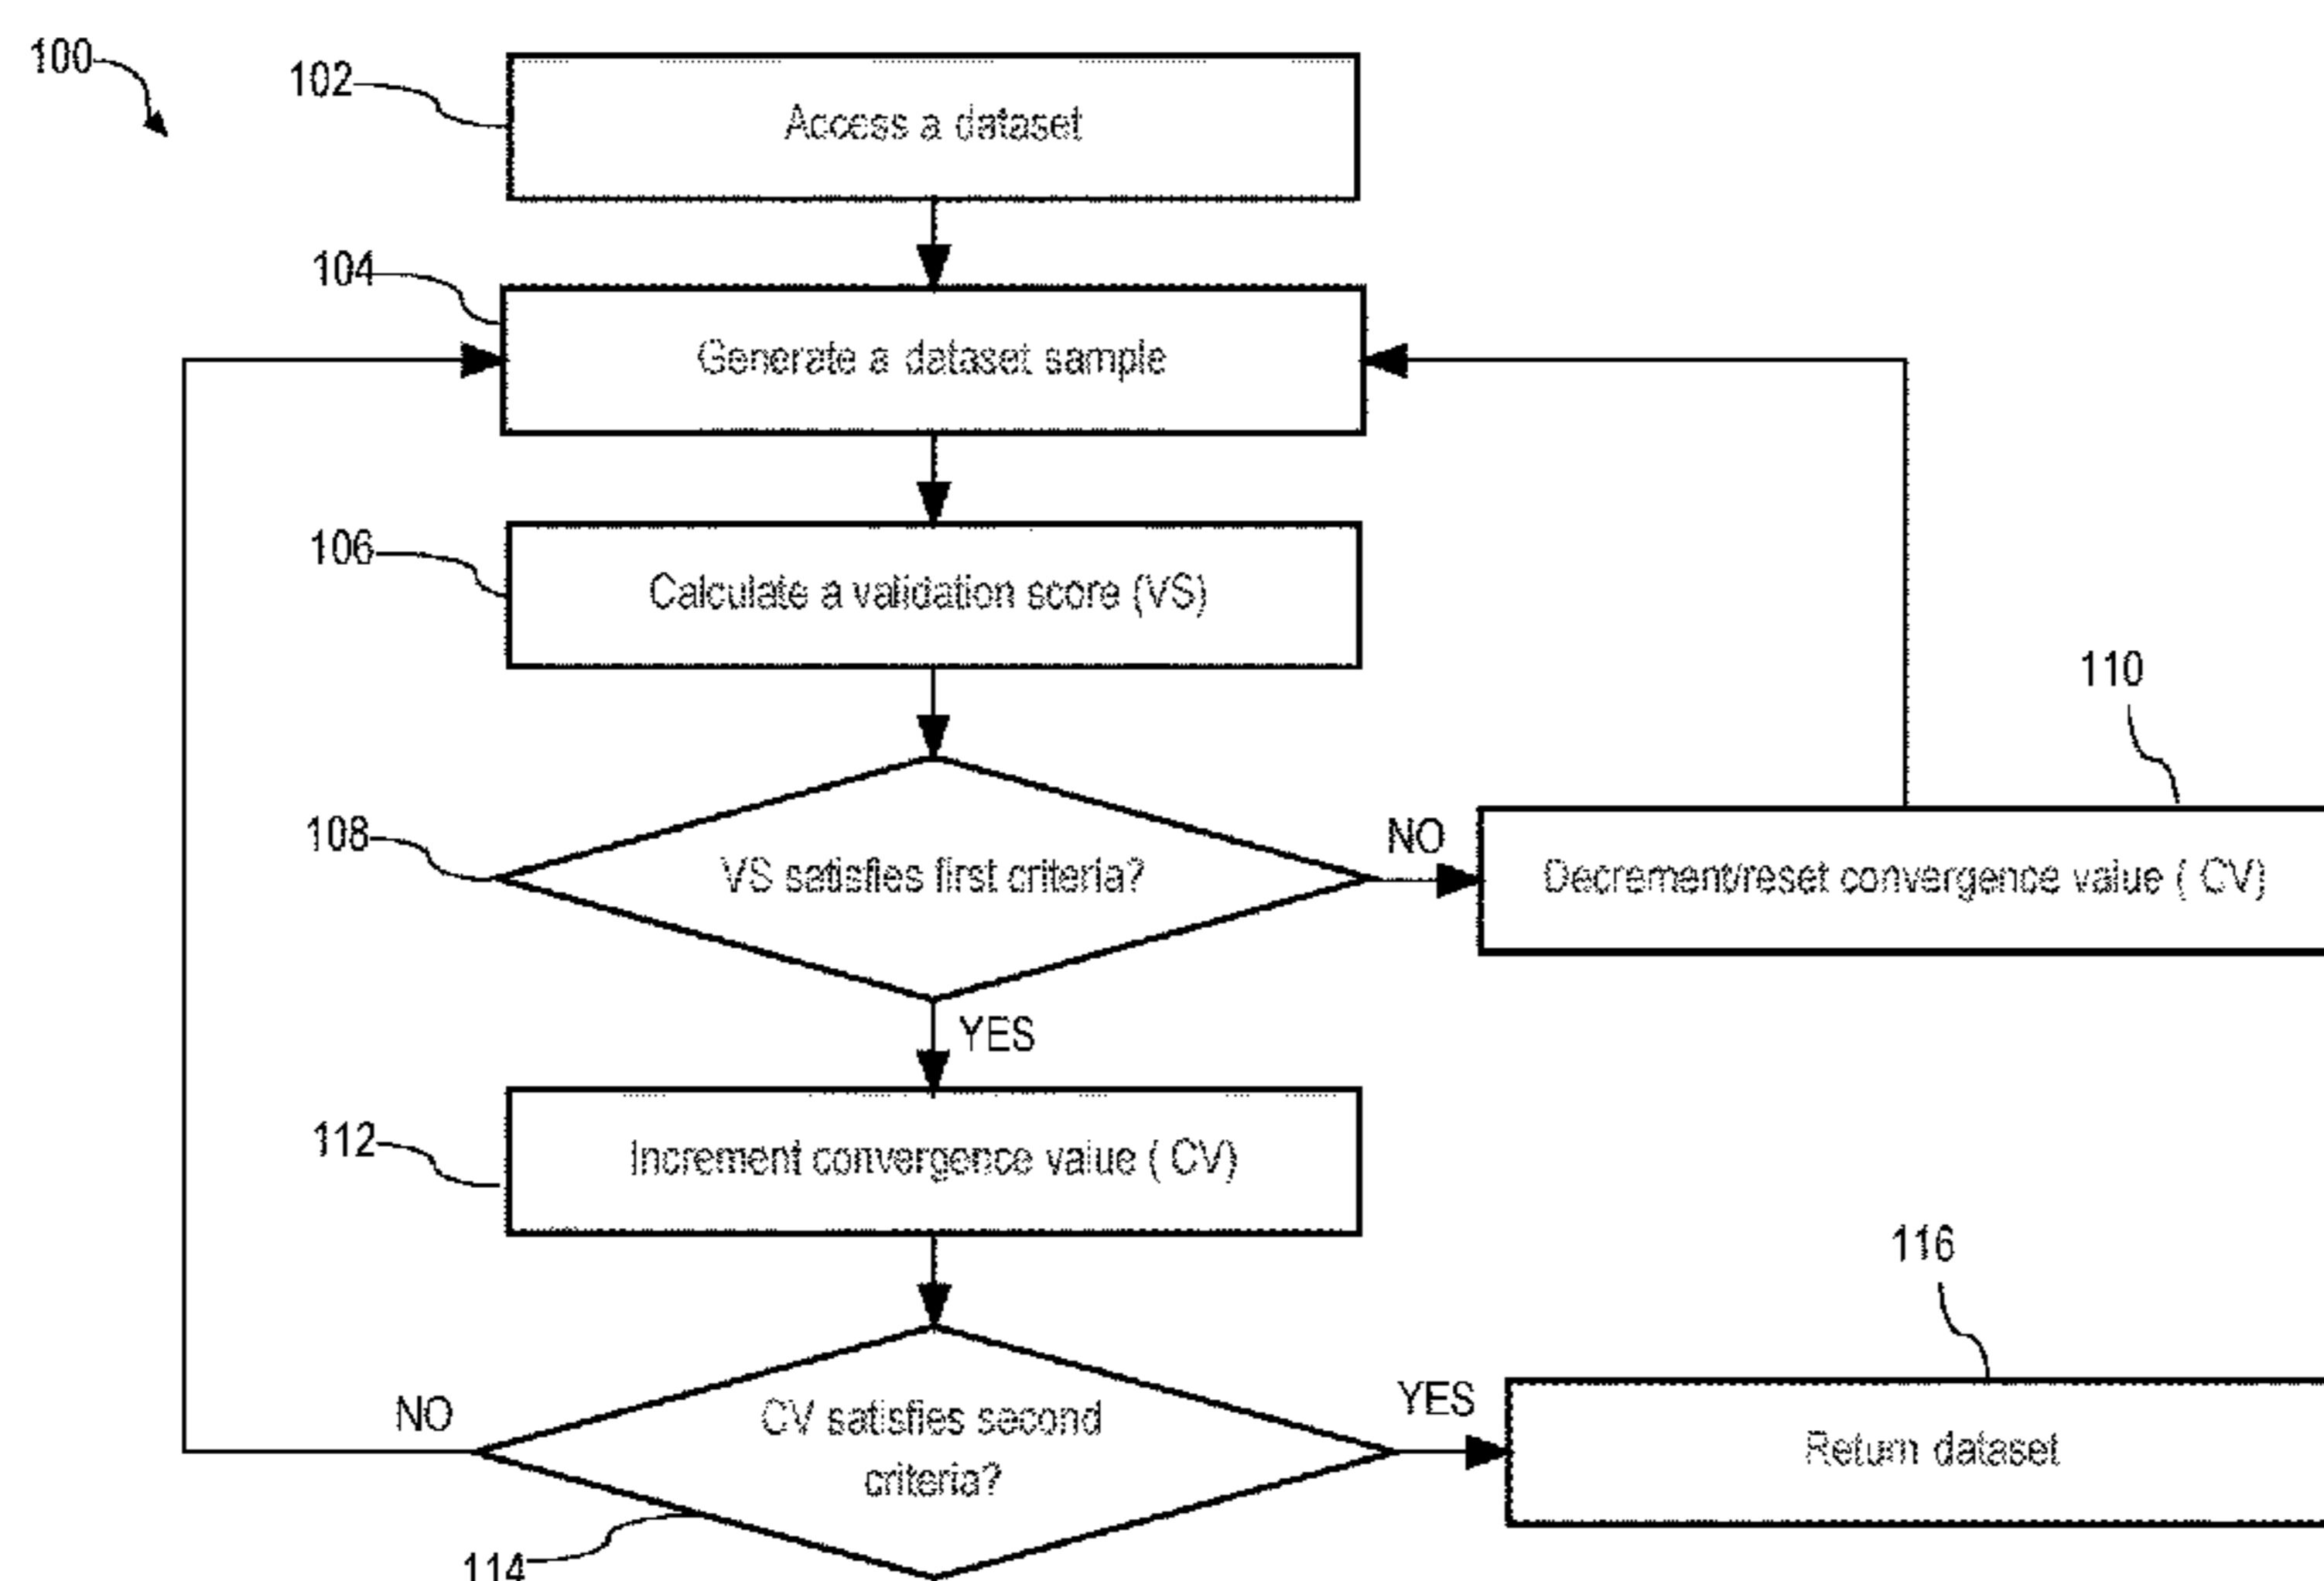 100
102
Access a dataset
104
Generate a dataset sample
106
Calculate a validation score (VS)
110
108
VS satisfies first criteria?
NO
Decrement/reset convergence value ( CV)
YES
112
Increment convergence value ( CV)
116
NO
CV satisfies second
criteria?
YES
Return dataset
114